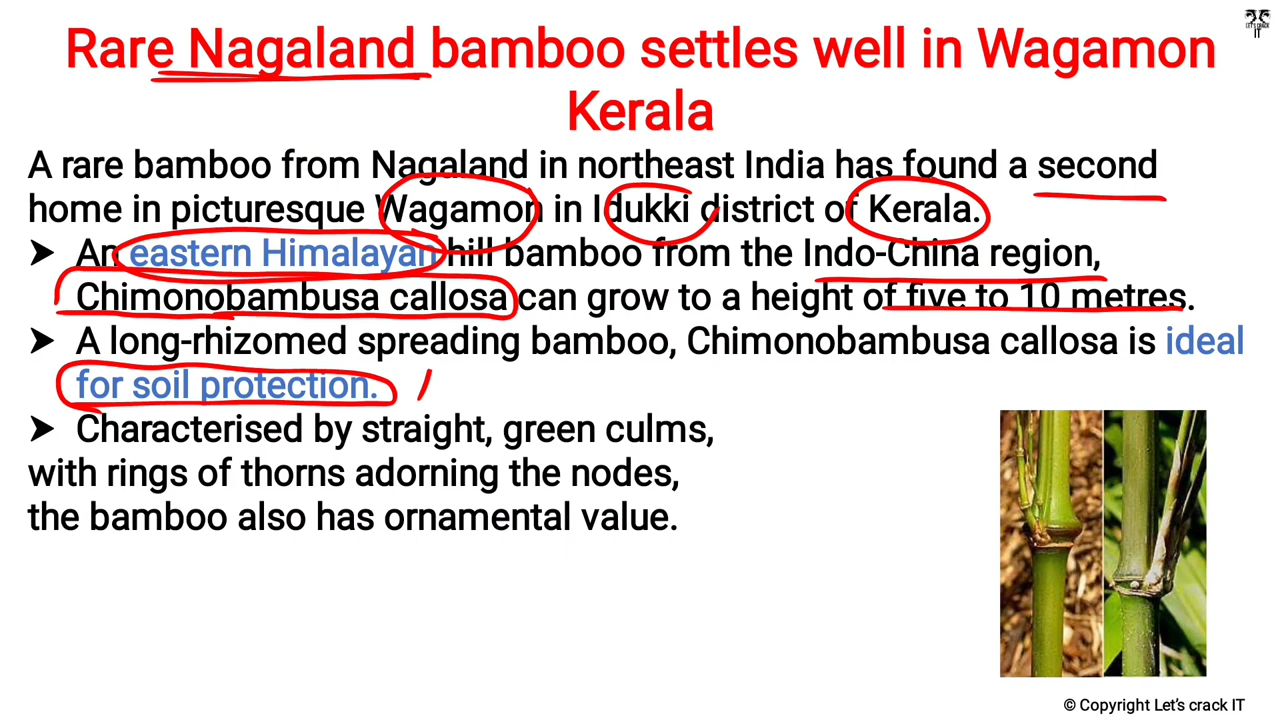 LET'S CRACK
IT
Rare Nagaland bamboo settles well in Wagamon
Kerala
A rare bamboo from Nagaland in northeast India has found a second
home in picturesque Wagamon in Idukki district of Kerala.
➤ An eastern Himalayan hill bamboo from the Indo-China region,
Chimonobambusa callosa can grow to a height of five to 10 metres.
➤ A long-rhizomed spreading bamboo, Chimonobambusa callosa is ideal
for soil protection.
➤ Characterised by straight, green culms,
with rings of thorns adorning the nodes,
the bamboo also has ornamental value.
© Copyright Let's crack IT